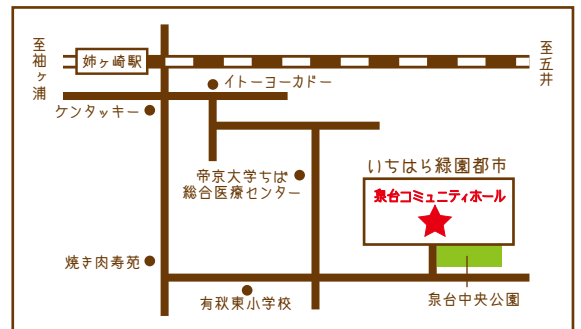 至袖ヶ浦
姉ヶ崎駅
至五井
イトーヨーカドー
ケンタッキー
帝京大学ちば
総合医療センター
いちはら緑園都市
泉台コミュニティホール
焼き肉寿苑
有秋東小学校
泉台中央公園